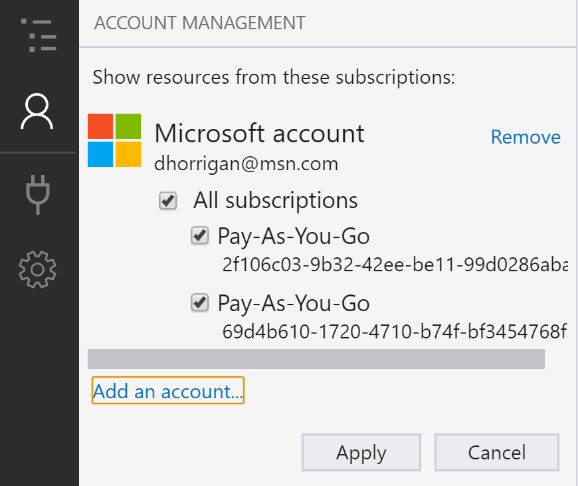 ACCOUNT MANAGEMENT
Show resources from these subscriptions:
Microsoft account
Remove
dhorrigan@msn.com
All subscriptions
Pay-As-You-Go
2f106c03-9b32-42ee-be11-99d0286aba
Pay-As-You-Go
69d4b610-1720-4710-b74f-bf3454768f
Add an account...
Apply
Cancel